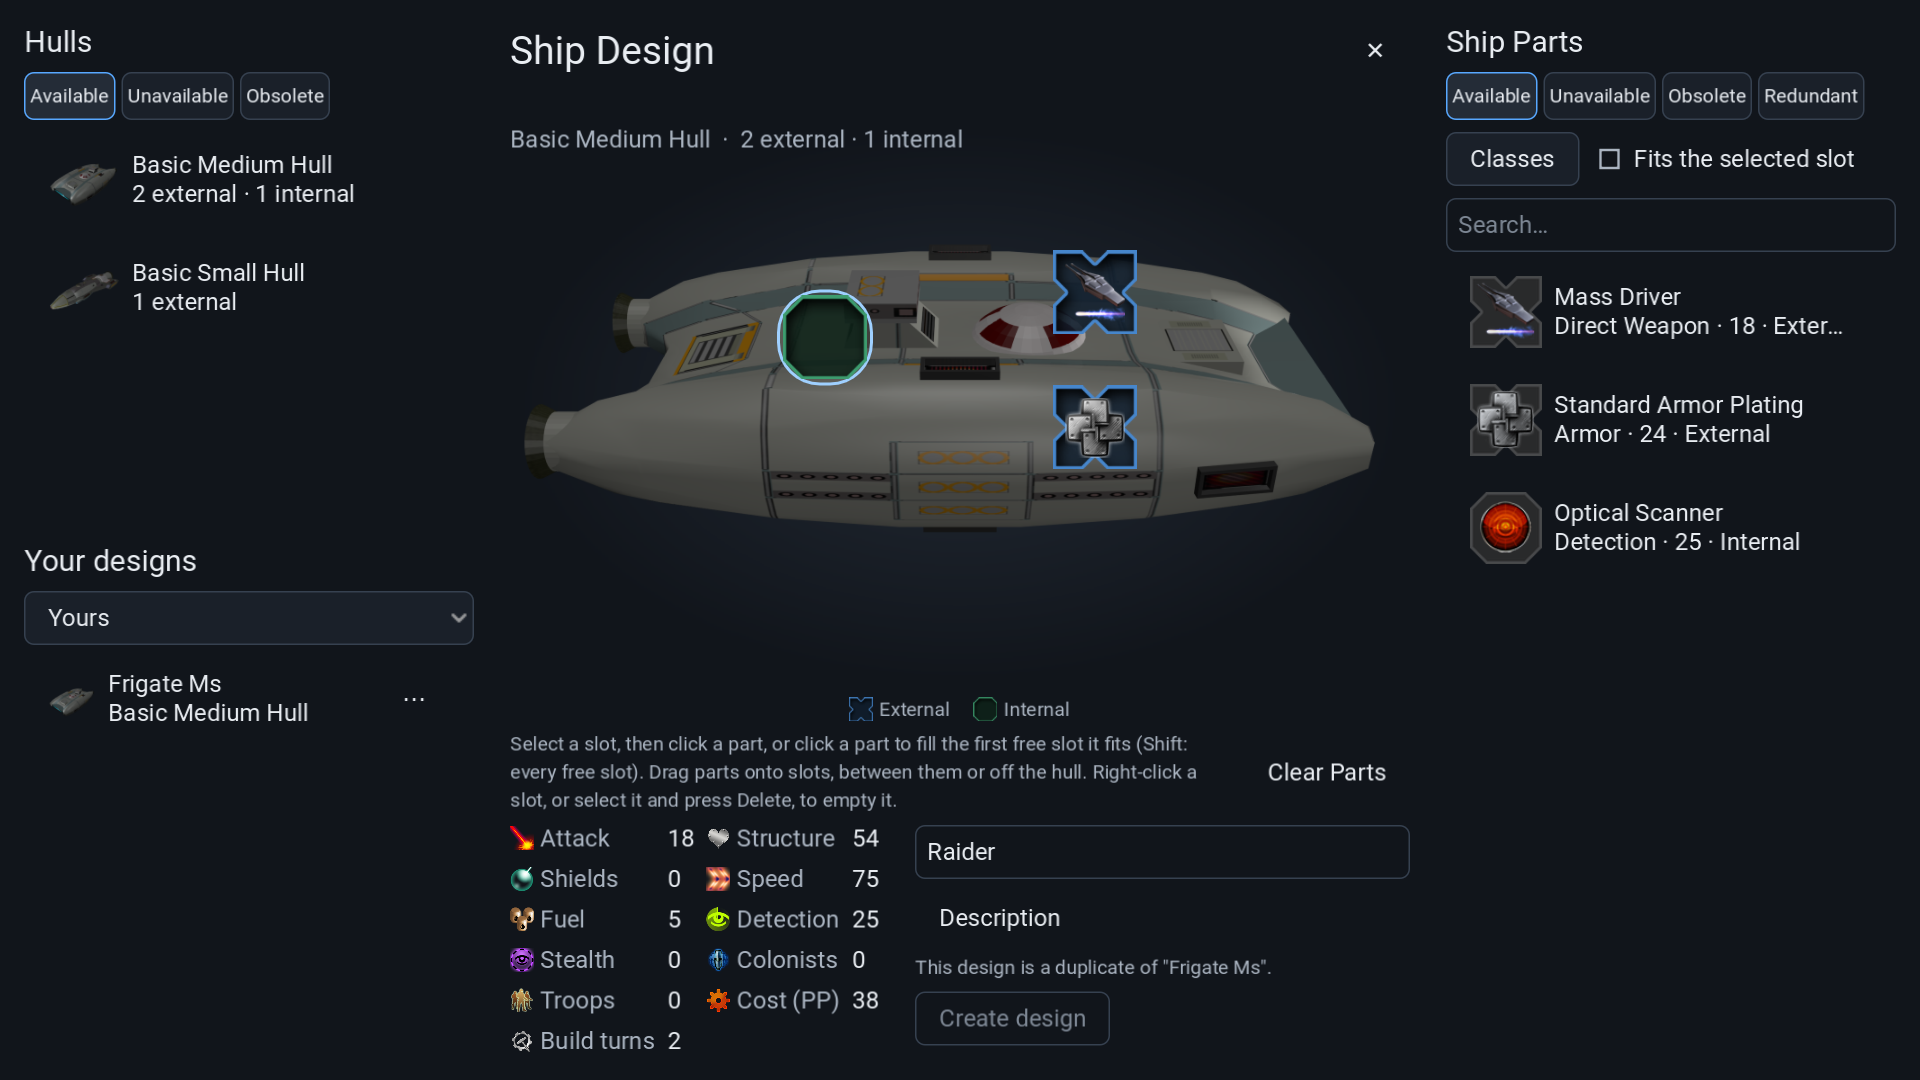 Hulls
Available
Unavailable
Obsolete
Basic Medium Hull
2 external · 1 internal
Basic Small Hull
1 external
Your designs
Yours
Frigate Ms
Basic Medium Hull
...
Ship Design
×
Basic Medium Hull · 2 external · 1 internal
External
Internal
Select a slot, then click a part, or click a part to fill the first free slot it fits (Shift:
every free slot). Drag parts onto slots, between them or off the hull. Right-click a
slot, or select it and press Delete, to empty it.
Clear Parts
Attack 18
Structure 54
Shields 0
Speed 75
Fuel 5
Detection 25
Stealth 0
Colonists 0
Troops 0
Cost (PP) 38
Build turns 2
Raider
Description
This design is a duplicate of "Frigate Ms".
Create design
Ship Parts
Available
Unavailable
Obsolete
Redundant
Classes
Fits the selected slot
Search…
Mass Driver
Direct Weapon · 18 · Exter…
Standard Armor Plating
Armor · 24 · External
Optical Scanner
Detection · 25 · Internal